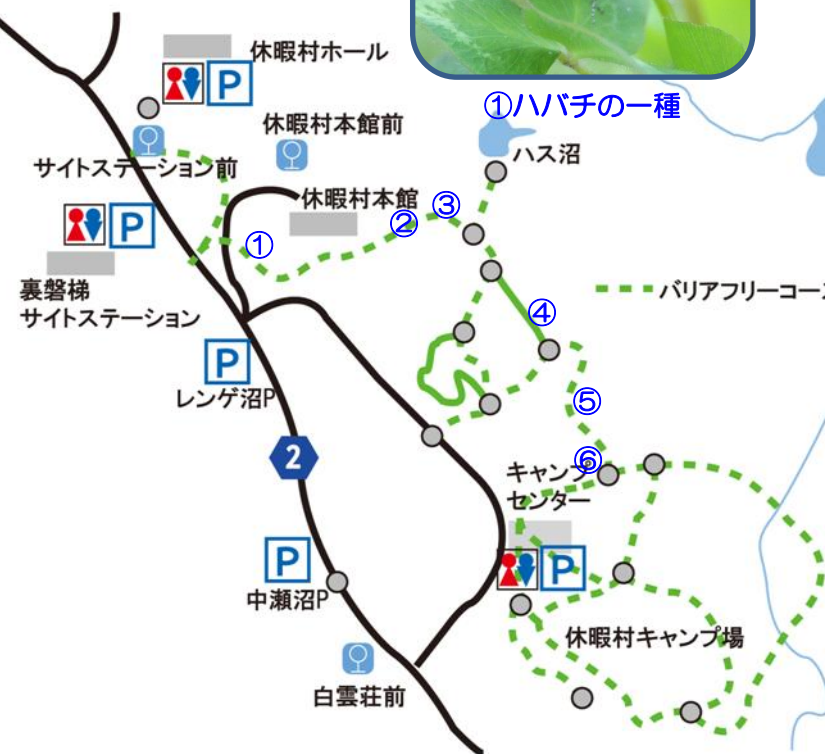 休暇村ホール
P
①ハバチの一種
休暇村本館前
サイトステーション前
ハス沼
休暇村本館
③
②
P
①
裏磐梯
サイトステーション
バリアフリーコース
④
P
レンゲ沼P
⑤
2
⑥
キャンプ
センター
P
P
中瀬沼P
休暇村キャンプ場
白雲荘前